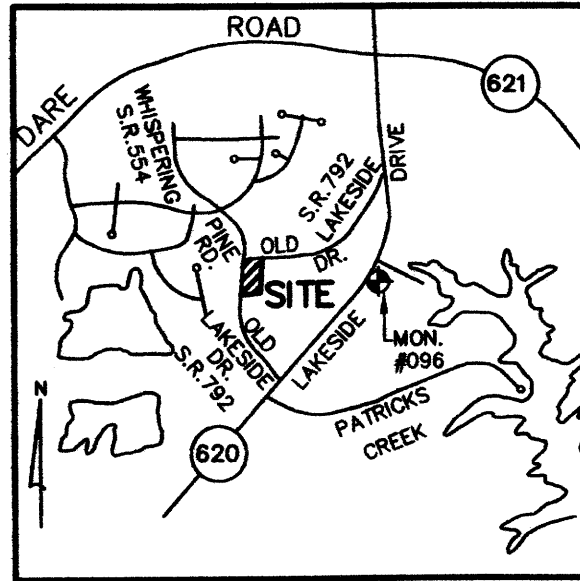 ROAD
DARE
621
WHISPERING
S.R.554
PINE
RD.
S.R.792
LAKESIDE
DRIVE
OLD
DR.
SITE
OLD
LAKESIDE
DR.
S.R.792
LAKESIDE
MON.
#096
PATRICKS
CREEK
N
620